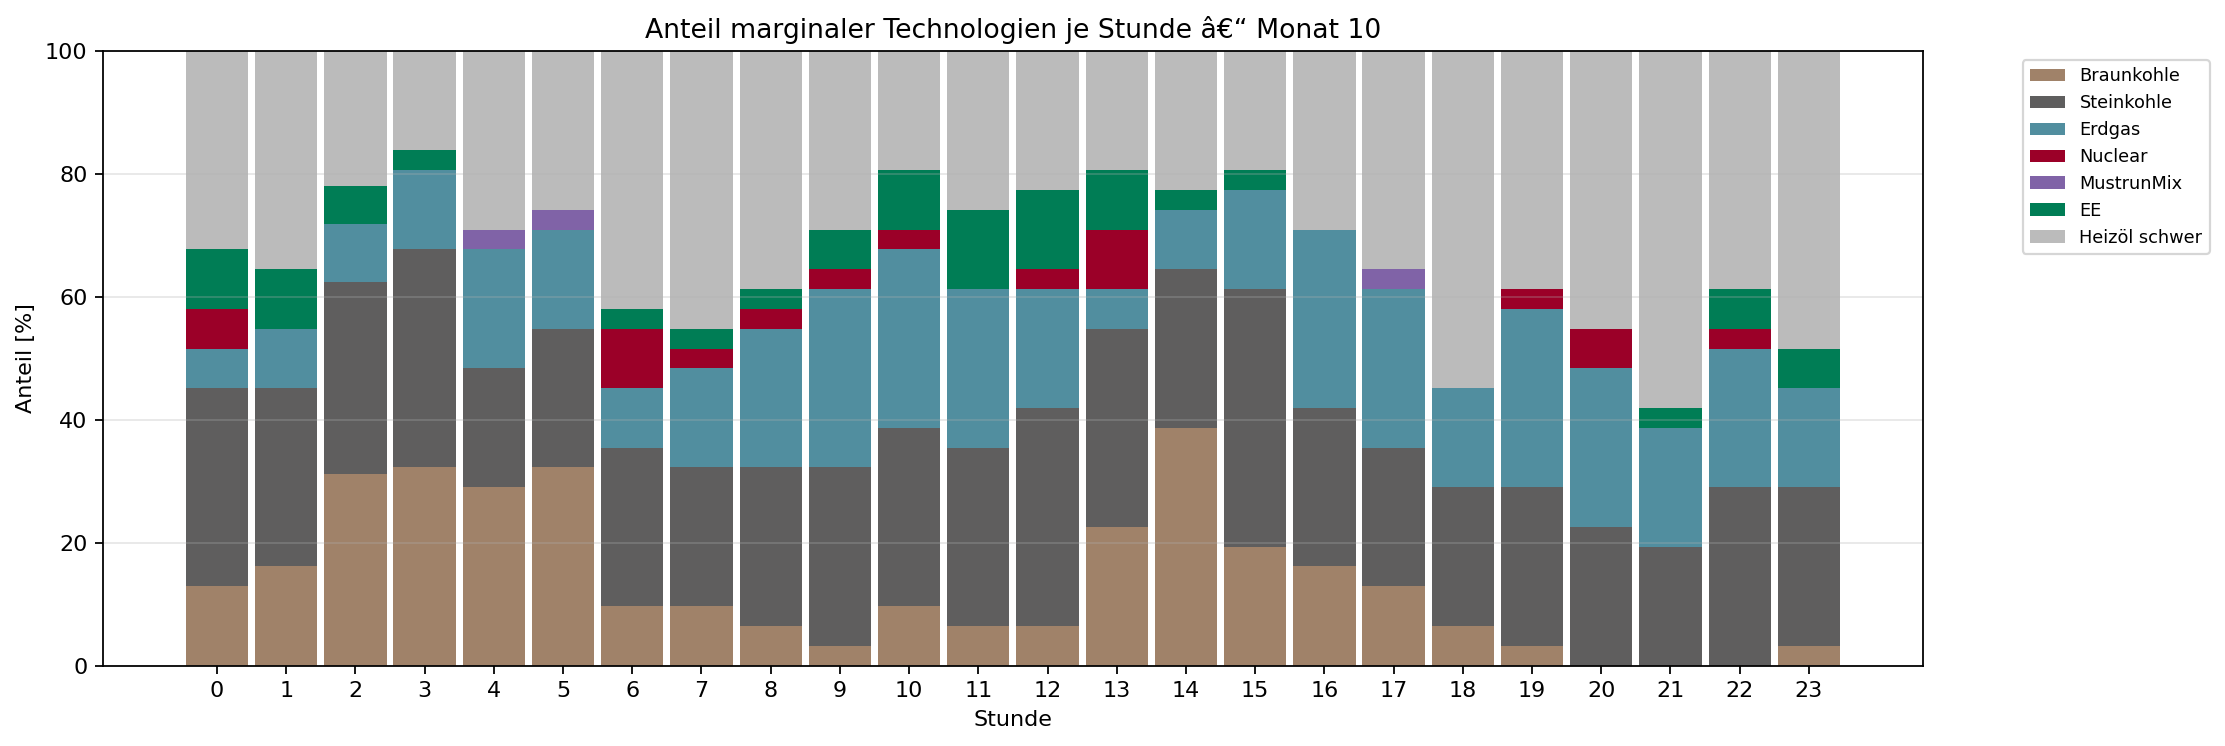 Anteil marginaler Technologien je Stunde â€“ Monat 10
Anteil [%]
100
80
60
40
20
0
0 1 2 3 4 5 6 7 8 9 10 11 12 13 14 15 16 17 18 19 20 21 22 23
Stunde
Braunkohle
Steinkohle
Erdgas
Nuclear
MustrunMix
EE
Heizöl schwer